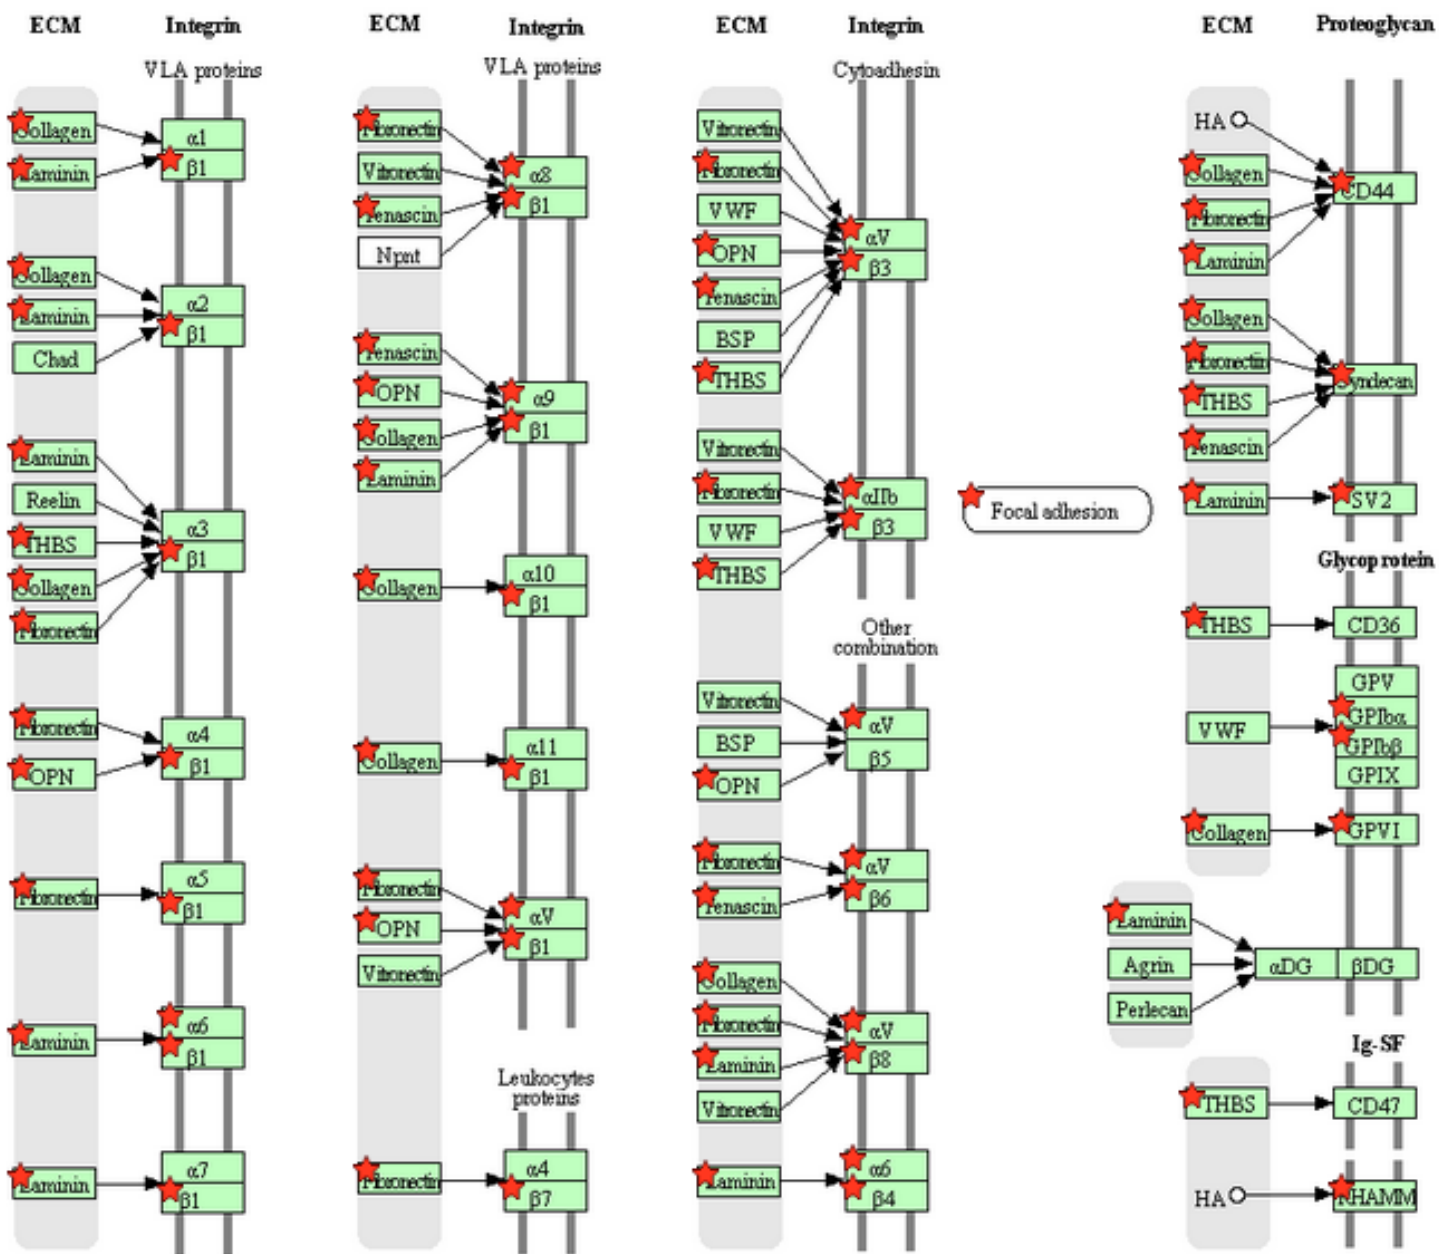 ECM
Integrin
VLA proteins
Collagen
Laminin
α1
β1
Collagen
Laminin
Chad
α2
β1
Laminin
Reelin
THBS
Collagen
Fibronectin
α3
β1
Fibronectin
OPN
α4
β1
Fibronectin
α5
β1
Laminin
α6
β1
Laminin
α7
β1
ECM
Integrin
VLA proteins
Fibronectin
Vitronectin
Tenascin
Npnt
α8
β1
Tenascin
OPN
Collagen
Laminin
α9
β1
Collagen
α10
β1
Collagen
α11
β1
Fibronectin
OPN
Vitronectin
αV
β1
Leukocytes
proteins
Fibronectin
α4
β7
ECM
Integrin
Cytoadhesin
Vitronectin
Fibronectin
VWF
OPN
Tenascin
BSP
THBS
αV
β3
Vitronectin
Fibronectin
VWF
THBS
αIIb
β3
Other
combination
Vitronectin
BSP
OPN
αV
β5
Fibronectin
Tenascin
αV
β6
Collagen
Fibronectin
Laminin
Vitronectin
αV
β8
Laminin
α6
β4
Focal adhesion
ECM
Proteoglycan
HA
Collagen
Fibronectin
Laminin
CD44
Collagen
Fibronectin
THBS
Tenascin
Syndecan
Laminin
SV2
Glycoprotein
THBS
CD36
VWF
GPV
GPIbα
GPIbβ
GPIX
Collagen
GPVI
Laminin
Agrin
Perlecan
αDG
βDG
Ig-SF
THBS
CD47
HA
RHAMM